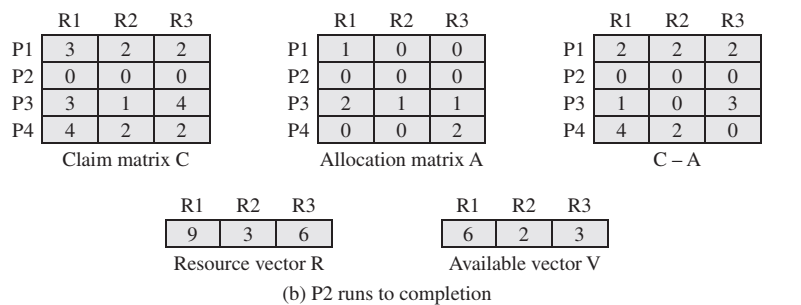 R1 R2 R3 R1 R2 R3 R1 R2 R3
P1 3 2 2 P1 1 0 0 P1 2 2 2
P2 0 0 0 P2 0 0 0 P2 0 0 0
P3 3 1 4 P3 2 1 1 P3 1 0 3
P4 4 2 2 P4 0 0 2 P4 4 2 0
Claim matrix C Allocation matrix A C – A
R1 R2 R3 R1 R2 R3
9 3 6 6 2 3
Resource vector R Available vector V
(b) P2 runs to completion